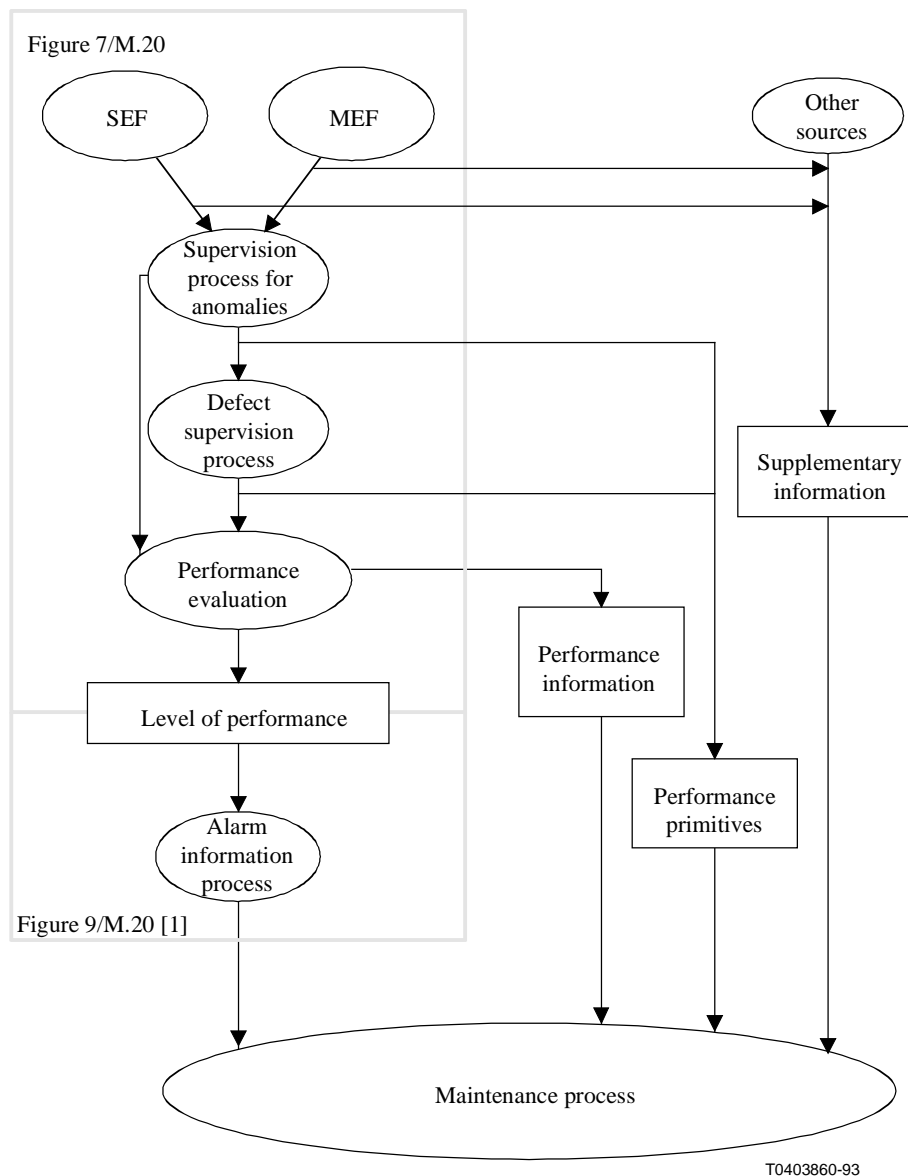 Figure 7/M.20
SEF
MEF
Other
sources
Supervision
process for
anomalies
Defect
supervision
process
Supplementary
information
Performance
evaluation
Performance
information
Level of performance
Performance
primitives
Alarm
information
process
Figure 9/M.20 [1]
Maintenance process
T0403860-93